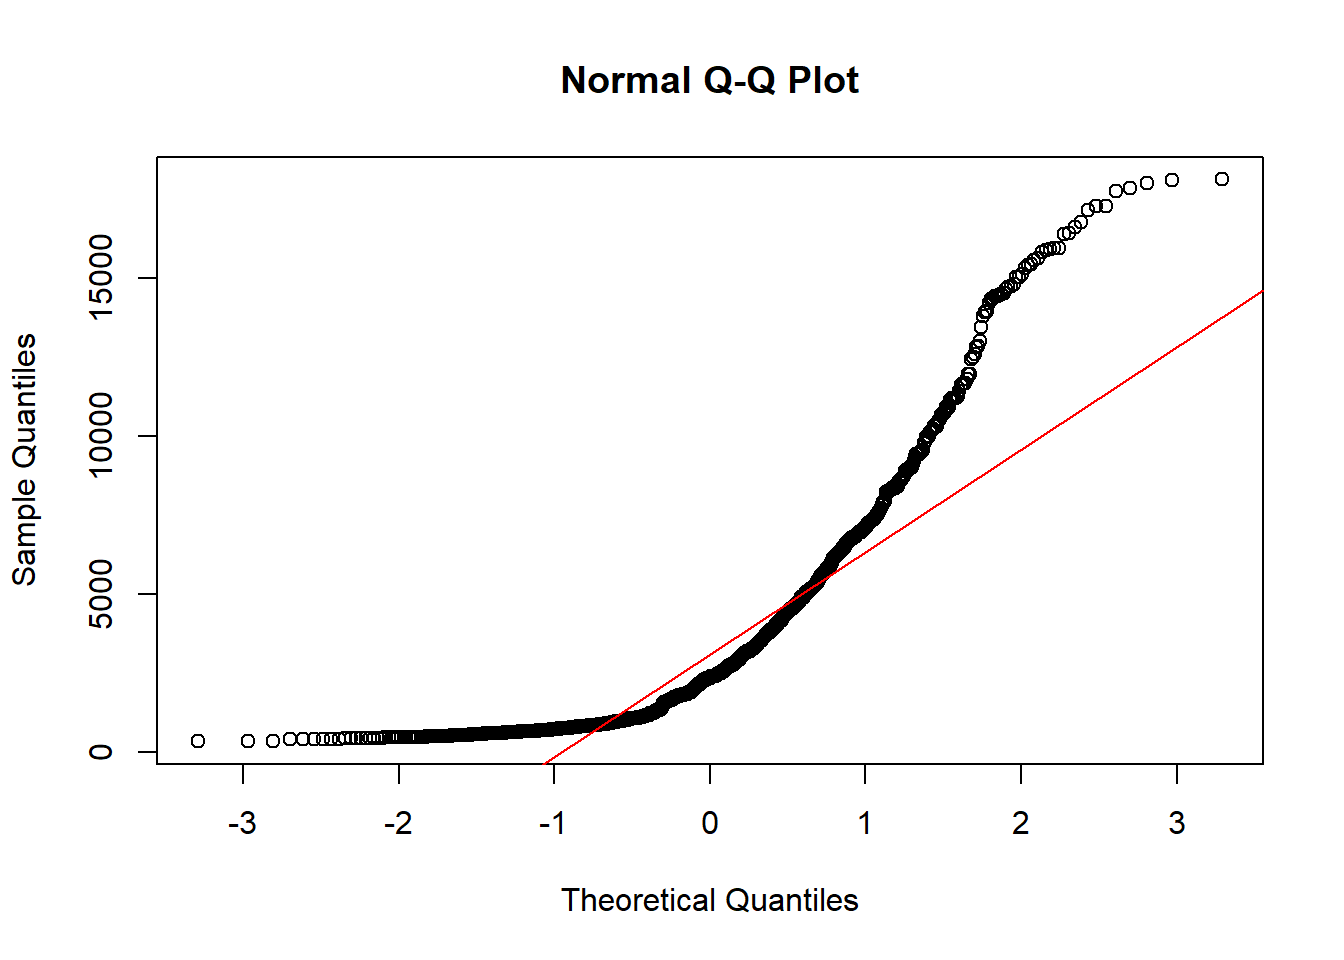 Normal Q-Q Plot
Sample Quantiles
15000
10000
5000
0
-3 -2 -1 0 1 2 3
Theoretical Quantiles